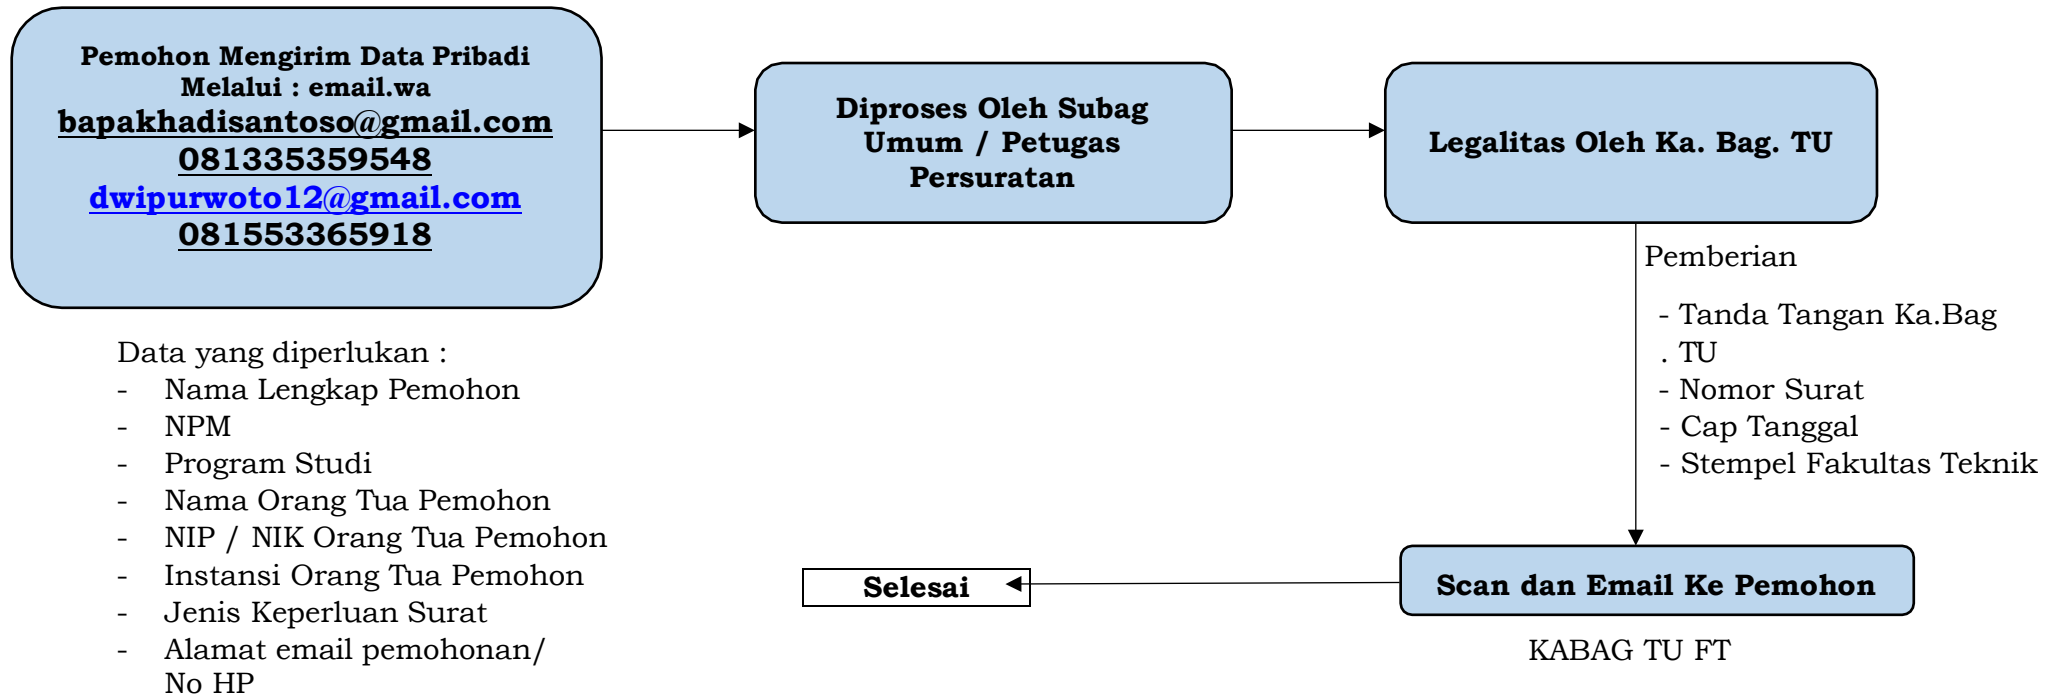 Pemohon Mengirim Data Pribadi
Melalui : email.wa
bapakhadisantoso@gmail.com
081335359548
dwipurwoto12@gmail.com
081553365918
Diproses Oleh Subag
Umum / Petugas
Persuratan
Legalitas Oleh Ka. Bag. TU
Pemberian
- Tanda Tangan Ka.Bag
. TU
- Nomor Surat
- Cap Tanggal
- Stempel Fakultas Teknik
Data yang diperlukan :
- Nama Lengkap Pemohon
- NPM
- Program Studi
- Nama Orang Tua Pemohon
- NIP / NIK Orang Tua Pemohon
- Instansi Orang Tua Pemohon
- Jenis Keperluan Surat
- Alamat email pemohonan/
No HP
Scan dan Email Ke Pemohon
KABAG TU FT
Selesai